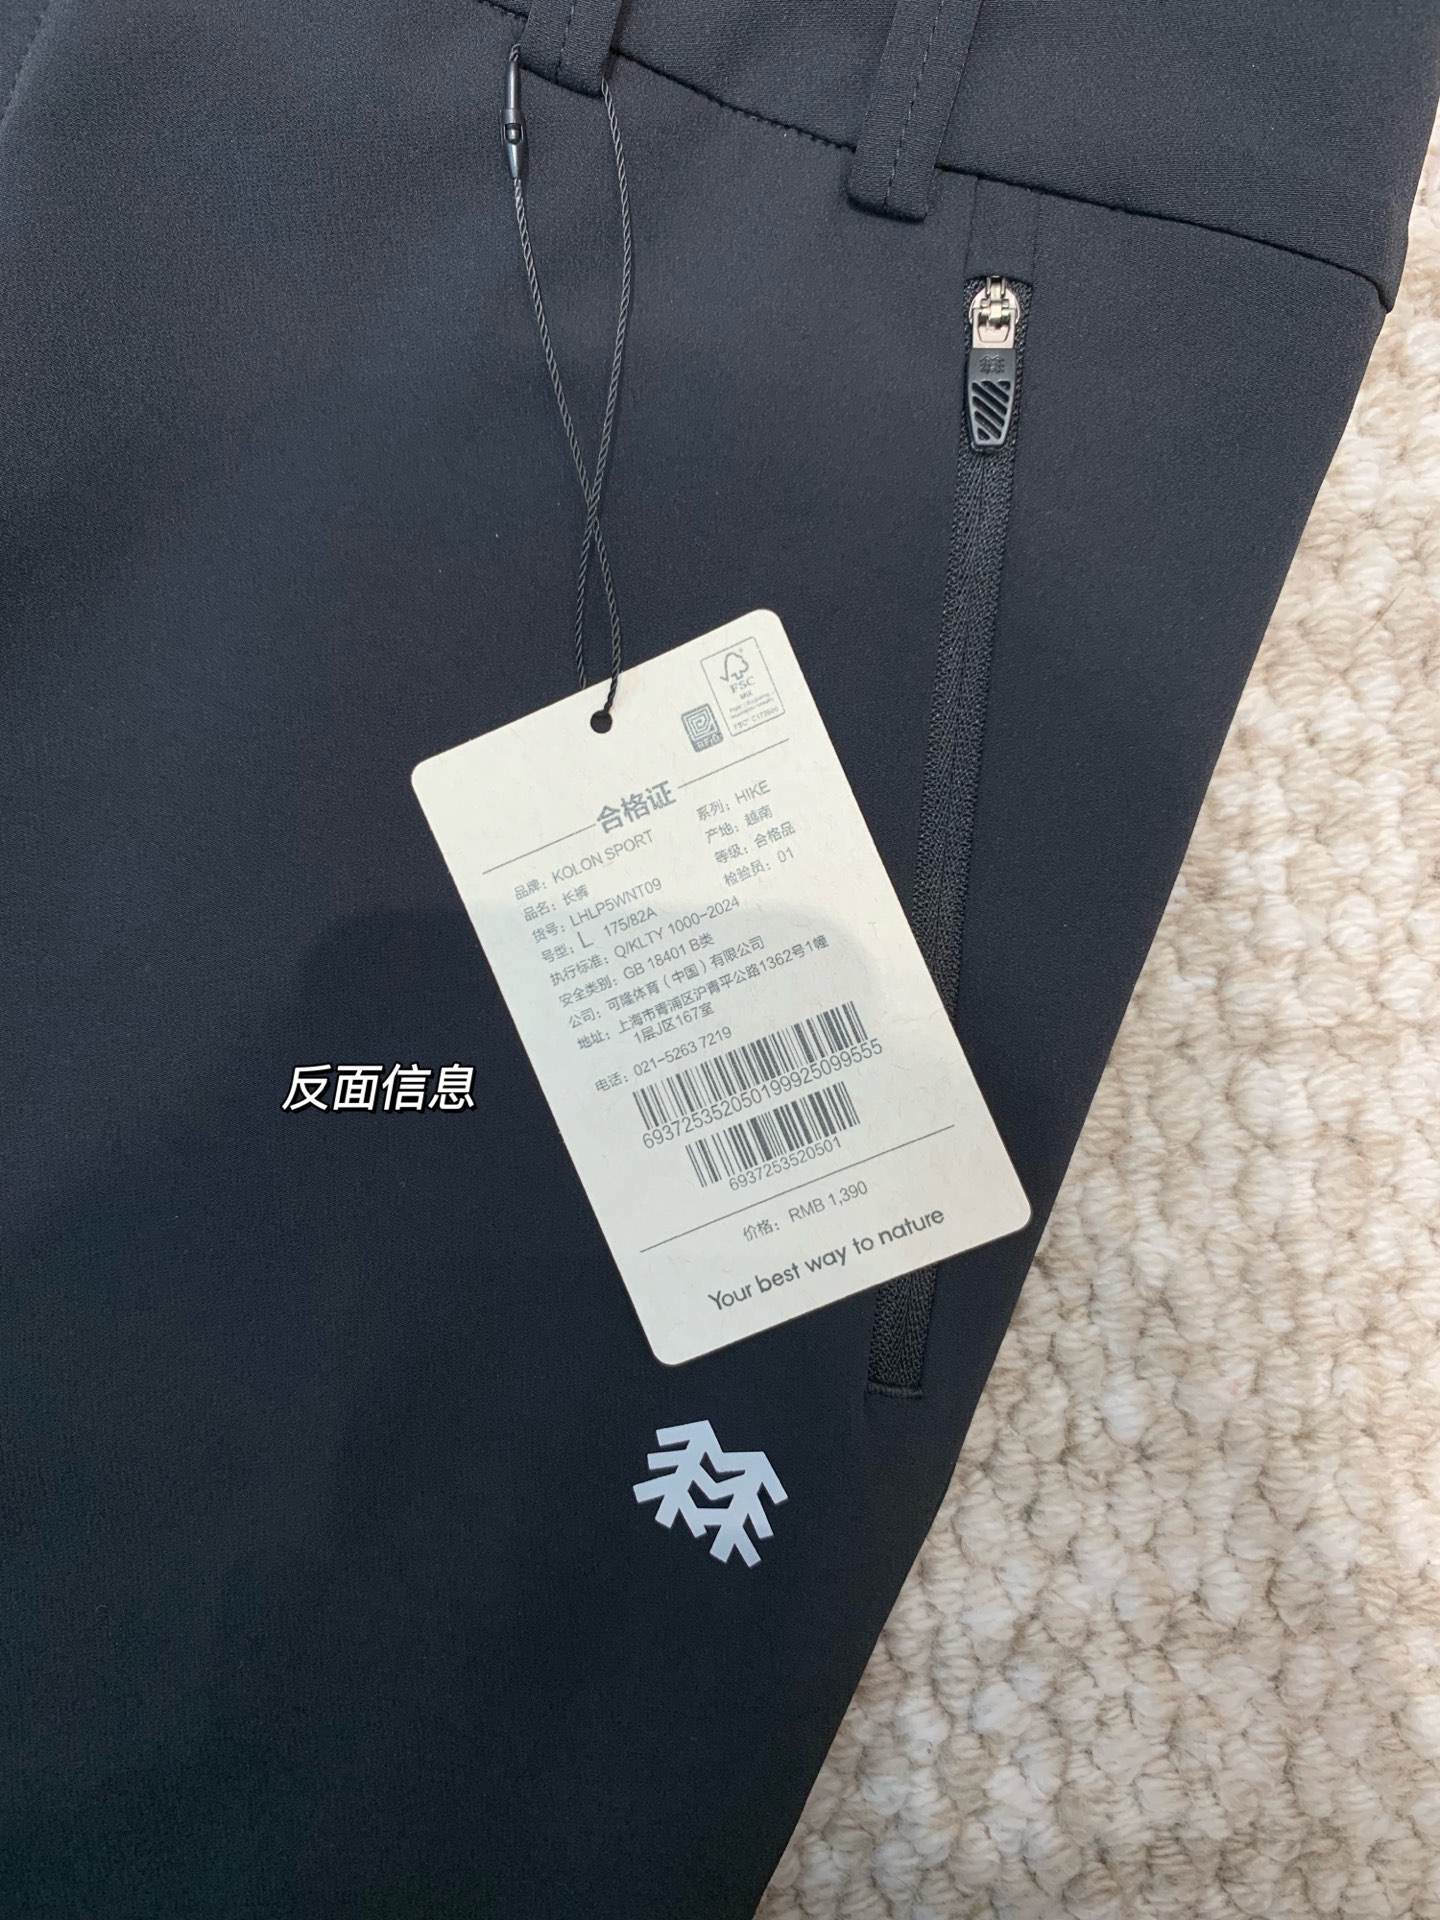 FSC
MIX
RFID
合格证
品牌：KOLON SPORT
系列：HIKE
品名：长裤
产地：越南
货号：LHLP5WNT09
等级：合格品
号型：L 175/82A
检验员：01
执行标准：Q/KLTY 1000-2024
安全类别：GB 18401 B类
公司：可隆体育（中国）有限公司
地址：上海市青浦区沪青平公路1362号1幢
1层J区167室
电话：021-5263 7219
69372535205019992509955​5
6937253520501
价格：RMB 1,390
Your best way to nature
反面信息